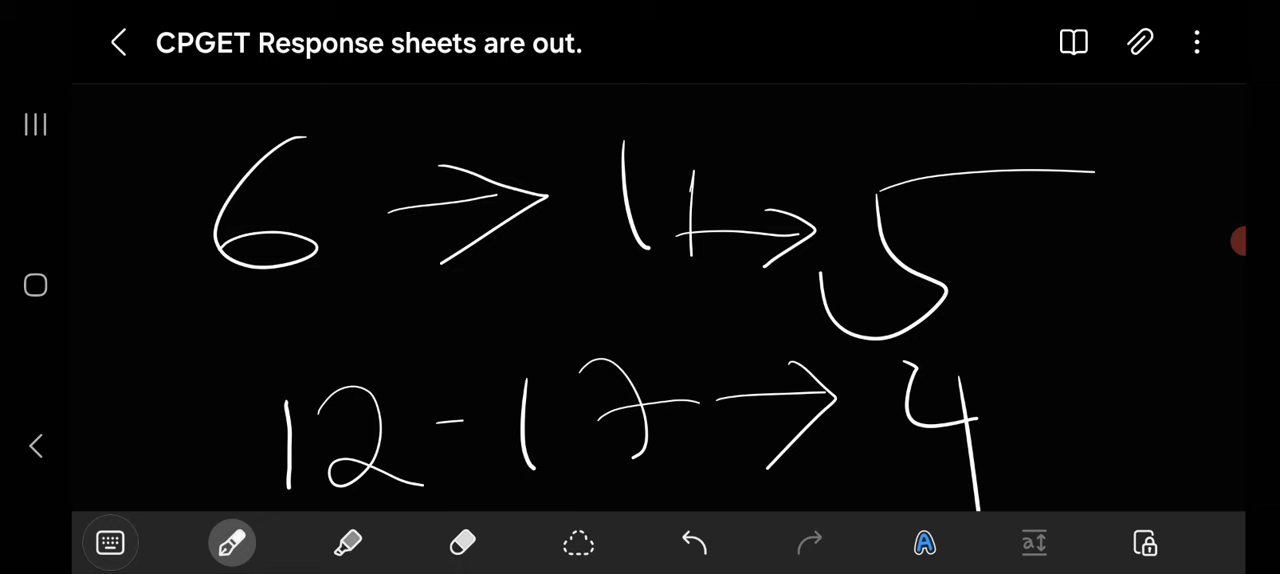 CPGET Response sheets are out.
6 → 11 → 5
12 - 17 → 4